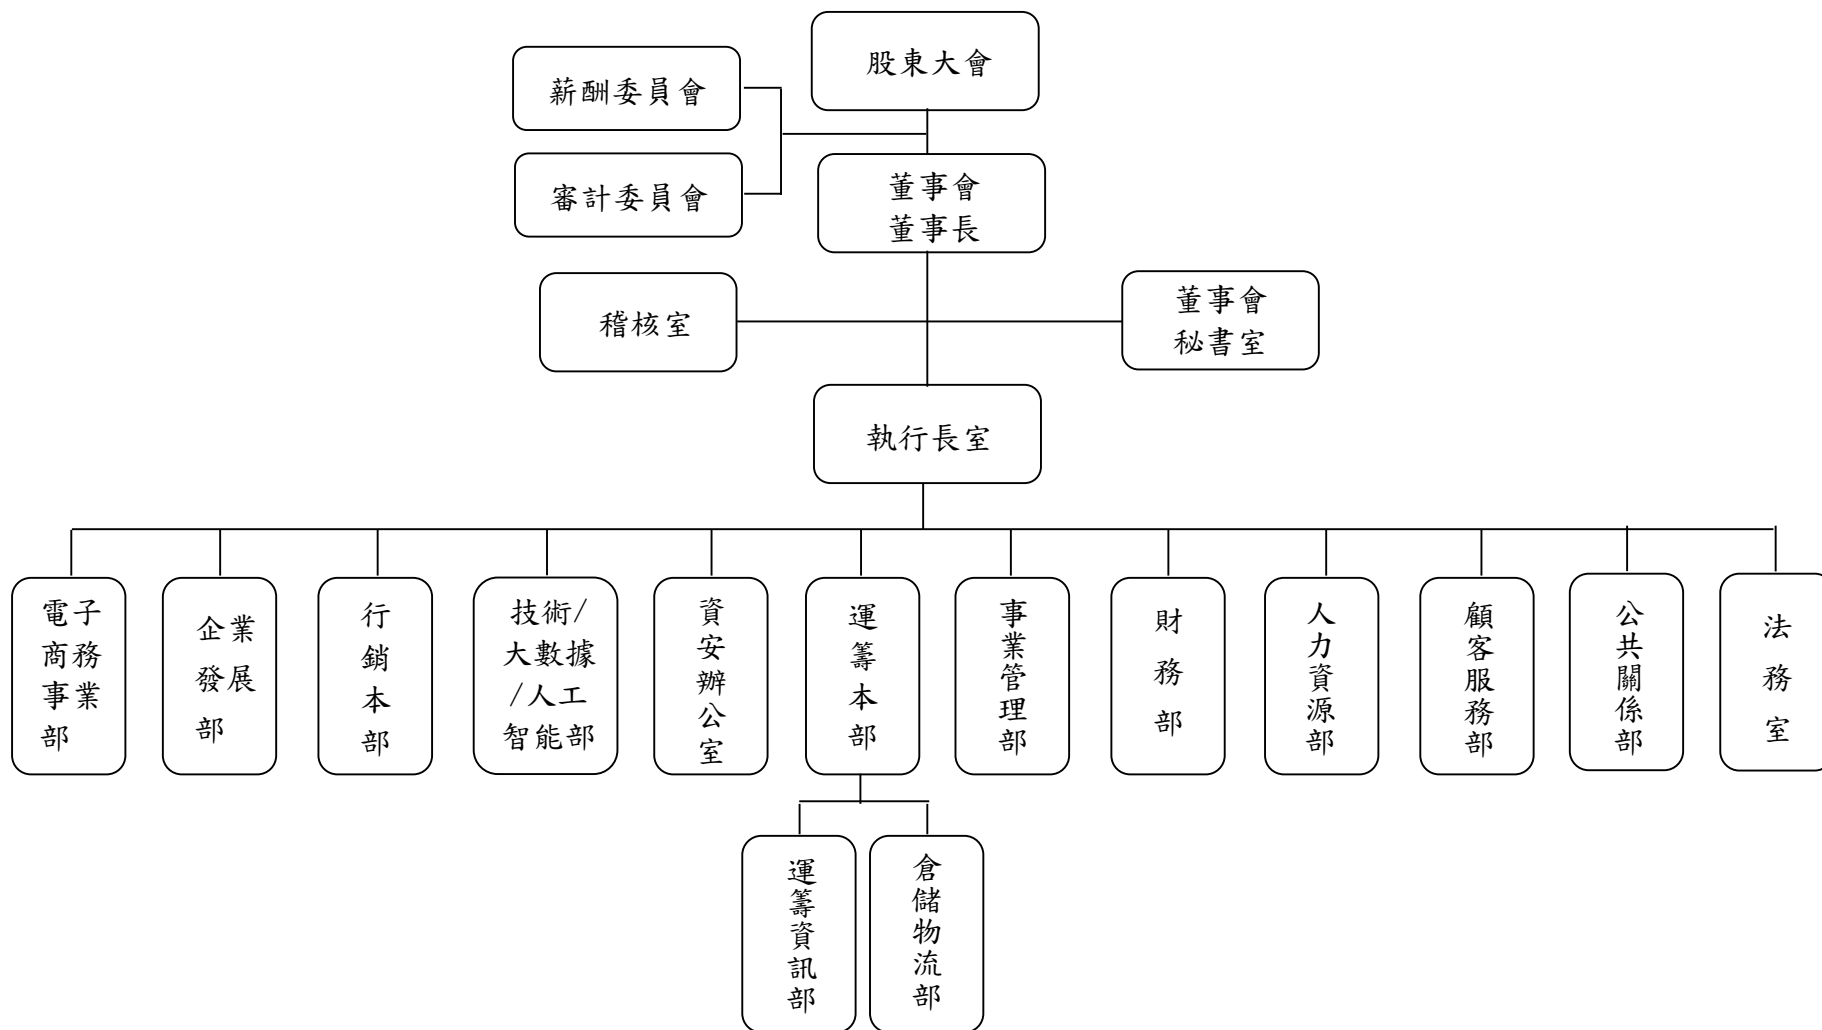 股東大會
薪酬委員會
審計委員會
董事會
董事長
稽核室
董事會
秘書室
執行長室
電子
商務
事業
部
企業
發展
部
行銷本部
技術/
大數據
/人工
智能部
資安辦公室
運籌本部
事業管理部
財務部
人力資源部
顧客服務部
公共關係部
法務室
運籌資訊部
倉儲物流部